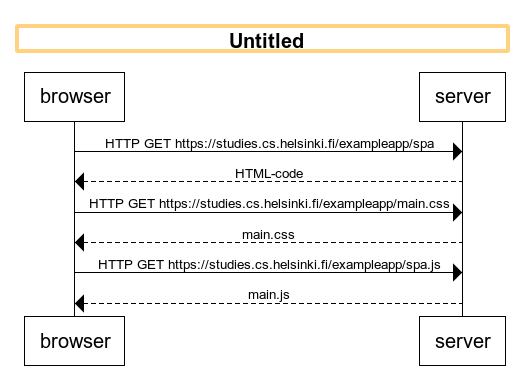 Untitled
browser server
HTTP GET https://studies.cs.helsinki.fi/exampleapp/spa
HTML-code
HTTP GET https://studies.cs.helsinki.fi/exampleapp/main.css
main.css
HTTP GET https://studies.cs.helsinki.fi/exampleapp/spa.js
main.js
browser server